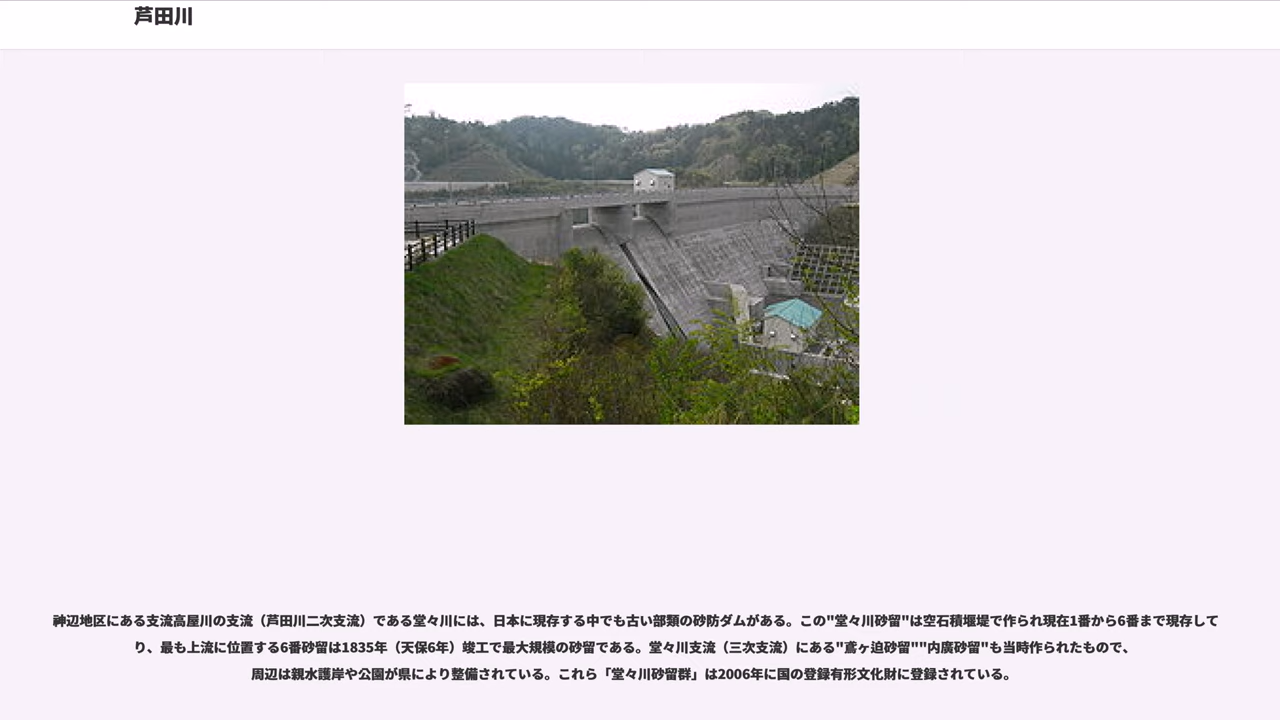 芦田川
神辺地区にある支流高屋川の支流（芦田川二次支流）である堂々川には、日本に現存する中でも古い部類の砂防ダムがある。この"堂々川砂留"は空石積堰堤で作られ現在1番から6番まで現存して
り、最も上流に位置する6番砂留は1835年（天保6年）竣工で最大規模の砂留である。堂々川支流（三次支流）にある"鳶ヶ迫砂留""内廣砂留"も当時作られたもので、
周辺は親水護岸や公園が県により整備されている。これら「堂々川砂留群」は2006年に国の登録有形文化財に登録されている。